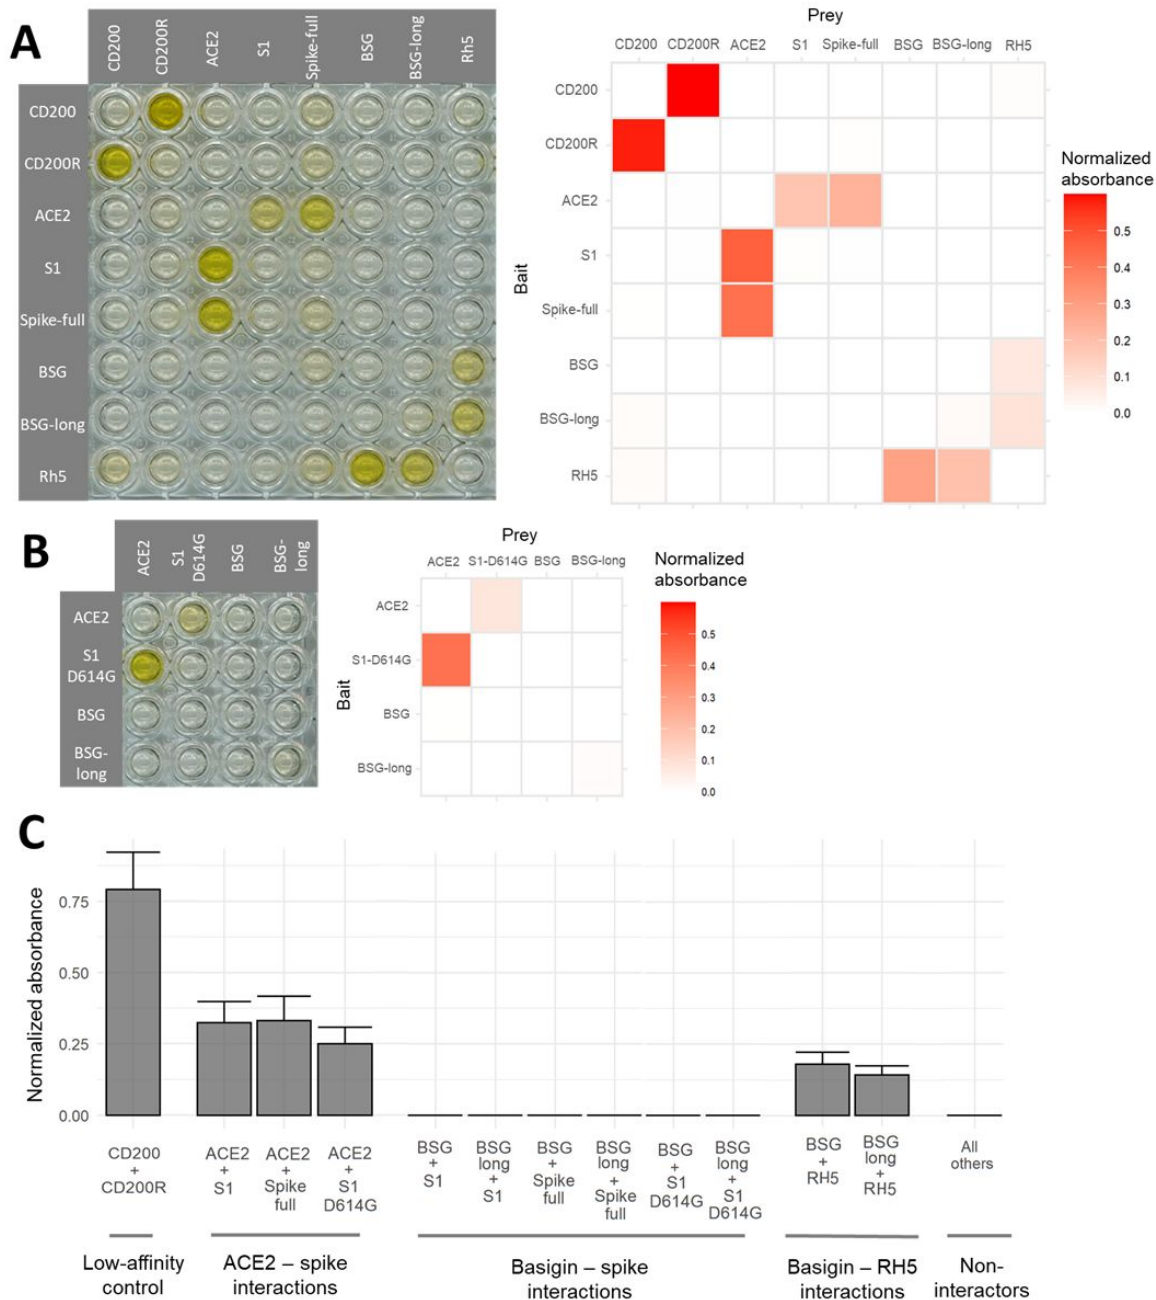 A
CD200
CD200R
ACE2
S1
Spike-full
BSG
BSG-long
Rh5
CD200
CD200R
ACE2
S1
Spike-full
BSG
BSG-long
Rh5
Prey
CD200 CD200R ACE2 S1 Spike-full BSG BSG-long RH5
Bait
CD200
CD200R
ACE2
S1
Spike-full
BSG
BSG-long
RH5
Normalized
absorbance
0.5
0.4
0.3
0.2
0.1
0.0
B
ACE2
S1
D614G
BSG
BSG-
long
ACE2
S1
D614G
BSG
BSG-
long
Prey
ACE2 S1-D614G BSG BSG-long
Bait
ACE2
S1-D614G
BSG
BSG-long
Normalized
absorbance
0.5
0.4
0.3
0.2
0.1
0.0
C
Normalized absorbance
0.75
0.50
0.25
0.00
CD200
+
CD200R
ACE2
+
S1
ACE2
+
Spike
full
ACE2
+
S1
D614G
BSG
+
S1
BSG
long
+
S1
BSG
+
Spike
full
BSG
long
+
Spike
full
BSG
+
S1
D614G
BSG
long
+
S1
D614G
BSG
+
RH5
BSG
long
+
RH5
All
others
Low-affinity
control
ACE2 – spike
interactions
Basigin – spike
interactions
Basigin – RH5
interactions
Non-
interactors